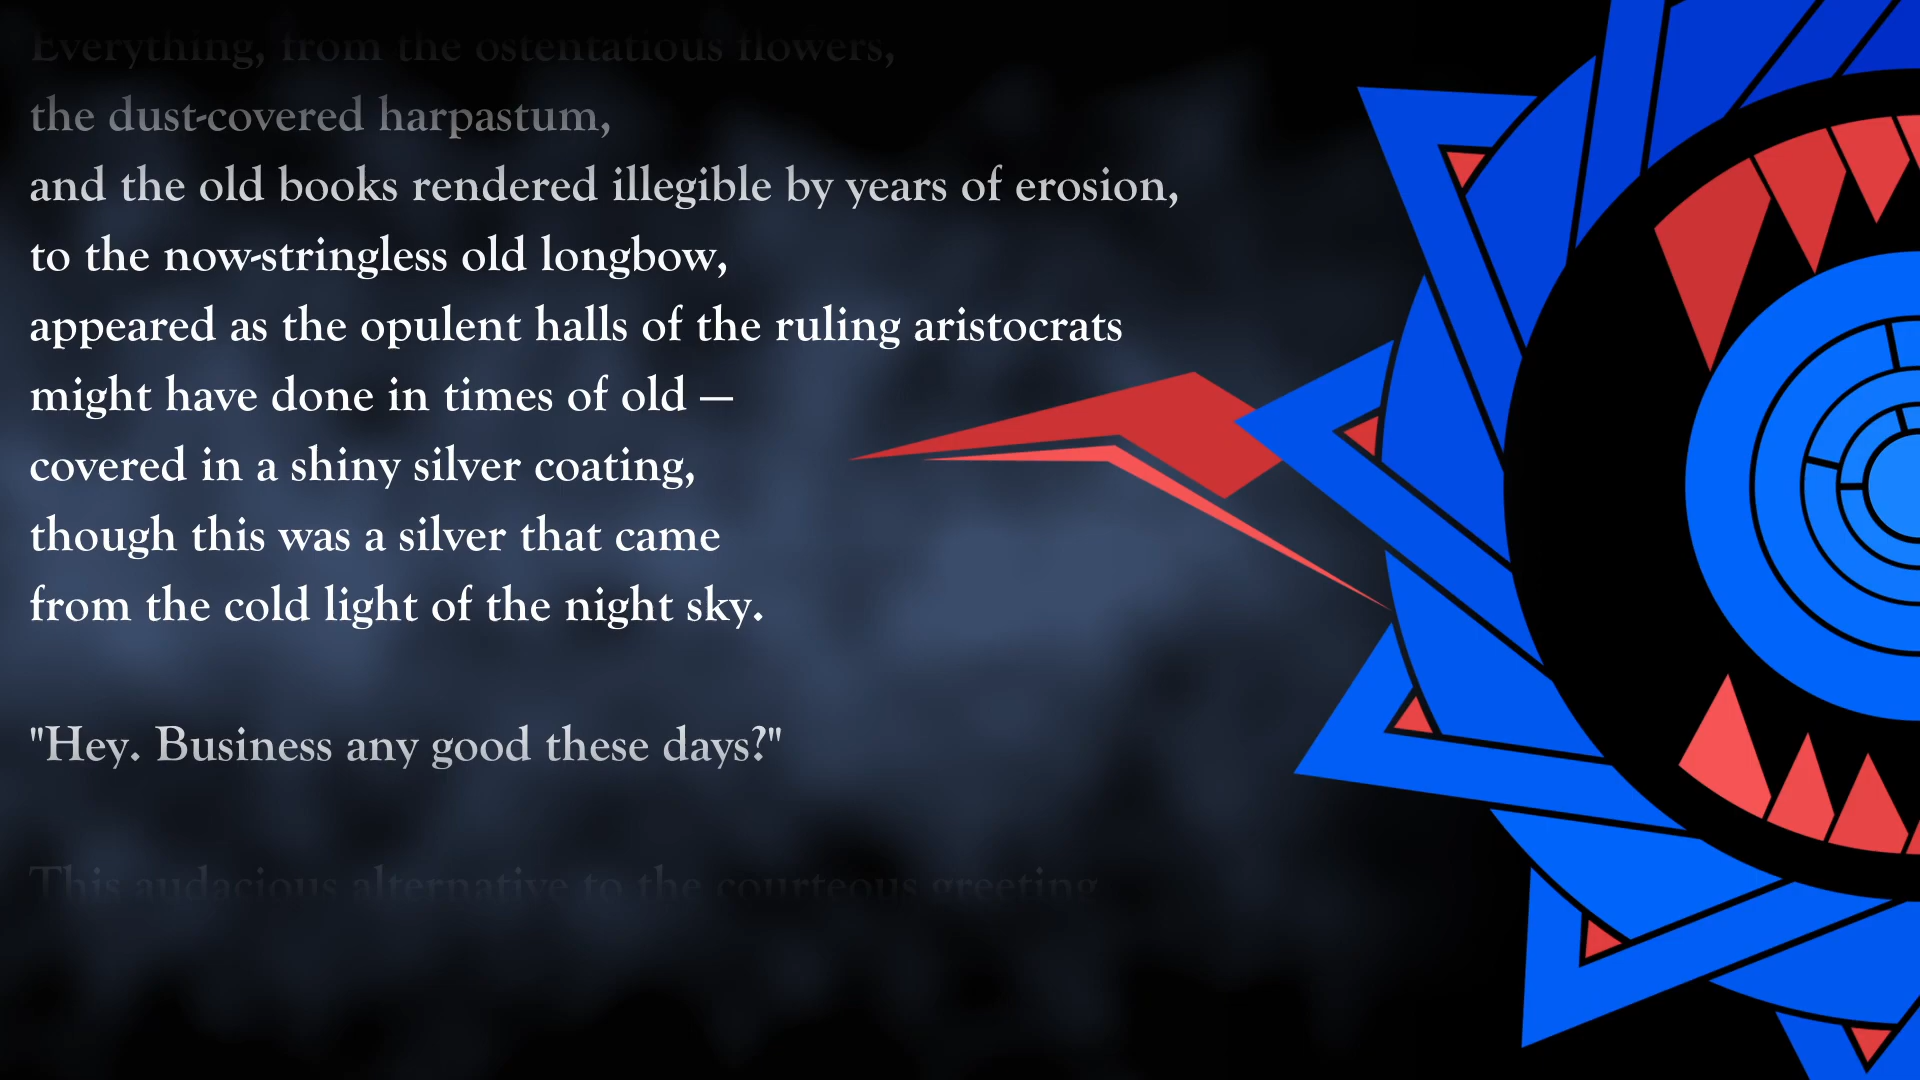 Everything, from the ostentatious flowers,
the dust-covered harpastum,
and the old books rendered illegible by years of erosion,
to the now-stringless old longbow,
appeared as the opulent halls of the ruling aristocrats
might have done in times of old —
covered in a shiny silver coating,
though this was a silver that came
from the cold light of the night sky.
"Hey. Business any good these days?"
This audacious alternative to the courteous greeting